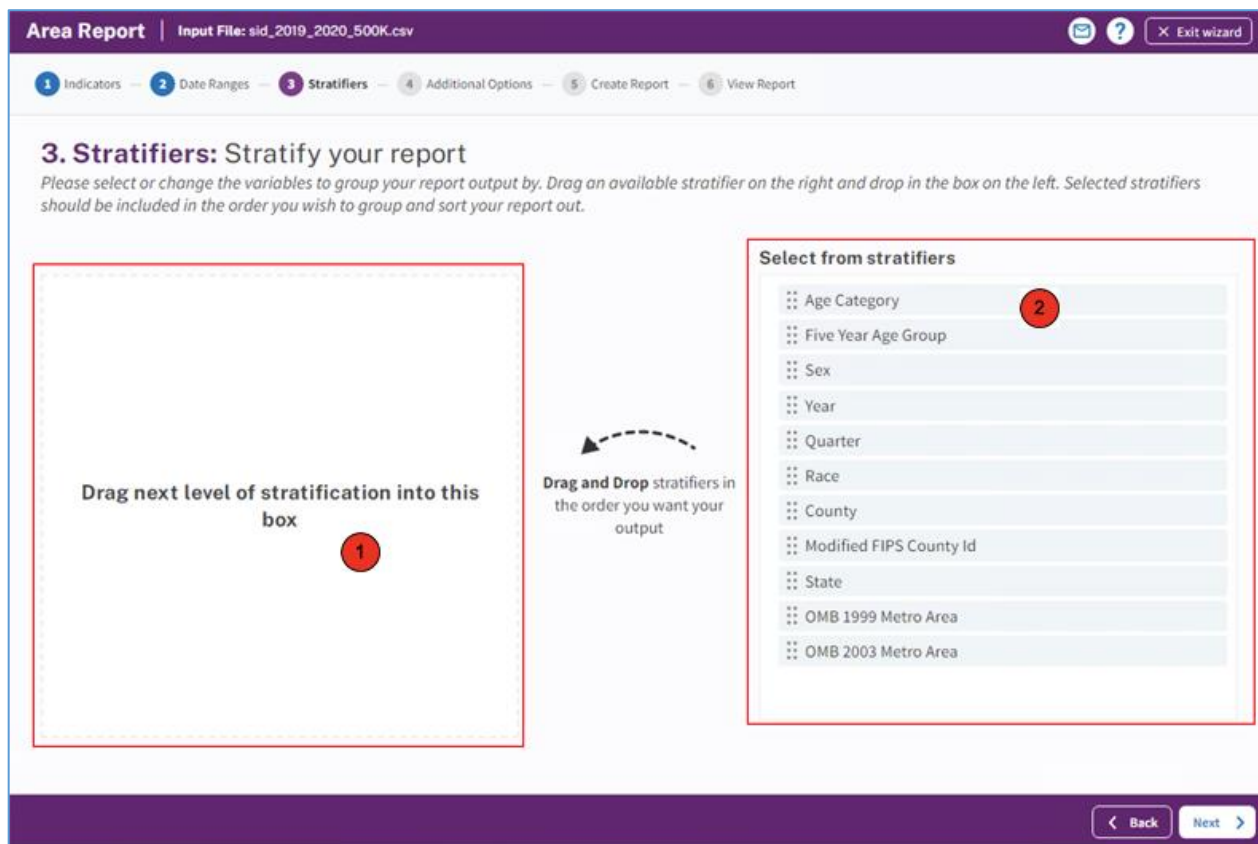 Area Report | Input File: sid_2019_2020_500K.csv
? × Exit wizard
1 Indicators — 2 Date Ranges — 3 Stratifiers — 4 Additional Options — 5 Create Report — 6 View Report
3. Stratifiers: Stratify your report
Please select or change the variables to group your report output by. Drag an available stratifier on the right and drop in the box on the left. Selected stratifiers
should be included in the order you wish to group and sort your report out.
Drag next level of stratification into this
box
1
Drag and Drop stratifiers in
the order you want your
output
Select from stratifiers
Age Category
2
Five Year Age Group
Sex
Year
Quarter
Race
County
Modified FIPS County Id
State
OMB 1999 Metro Area
OMB 2003 Metro Area
Back
Next